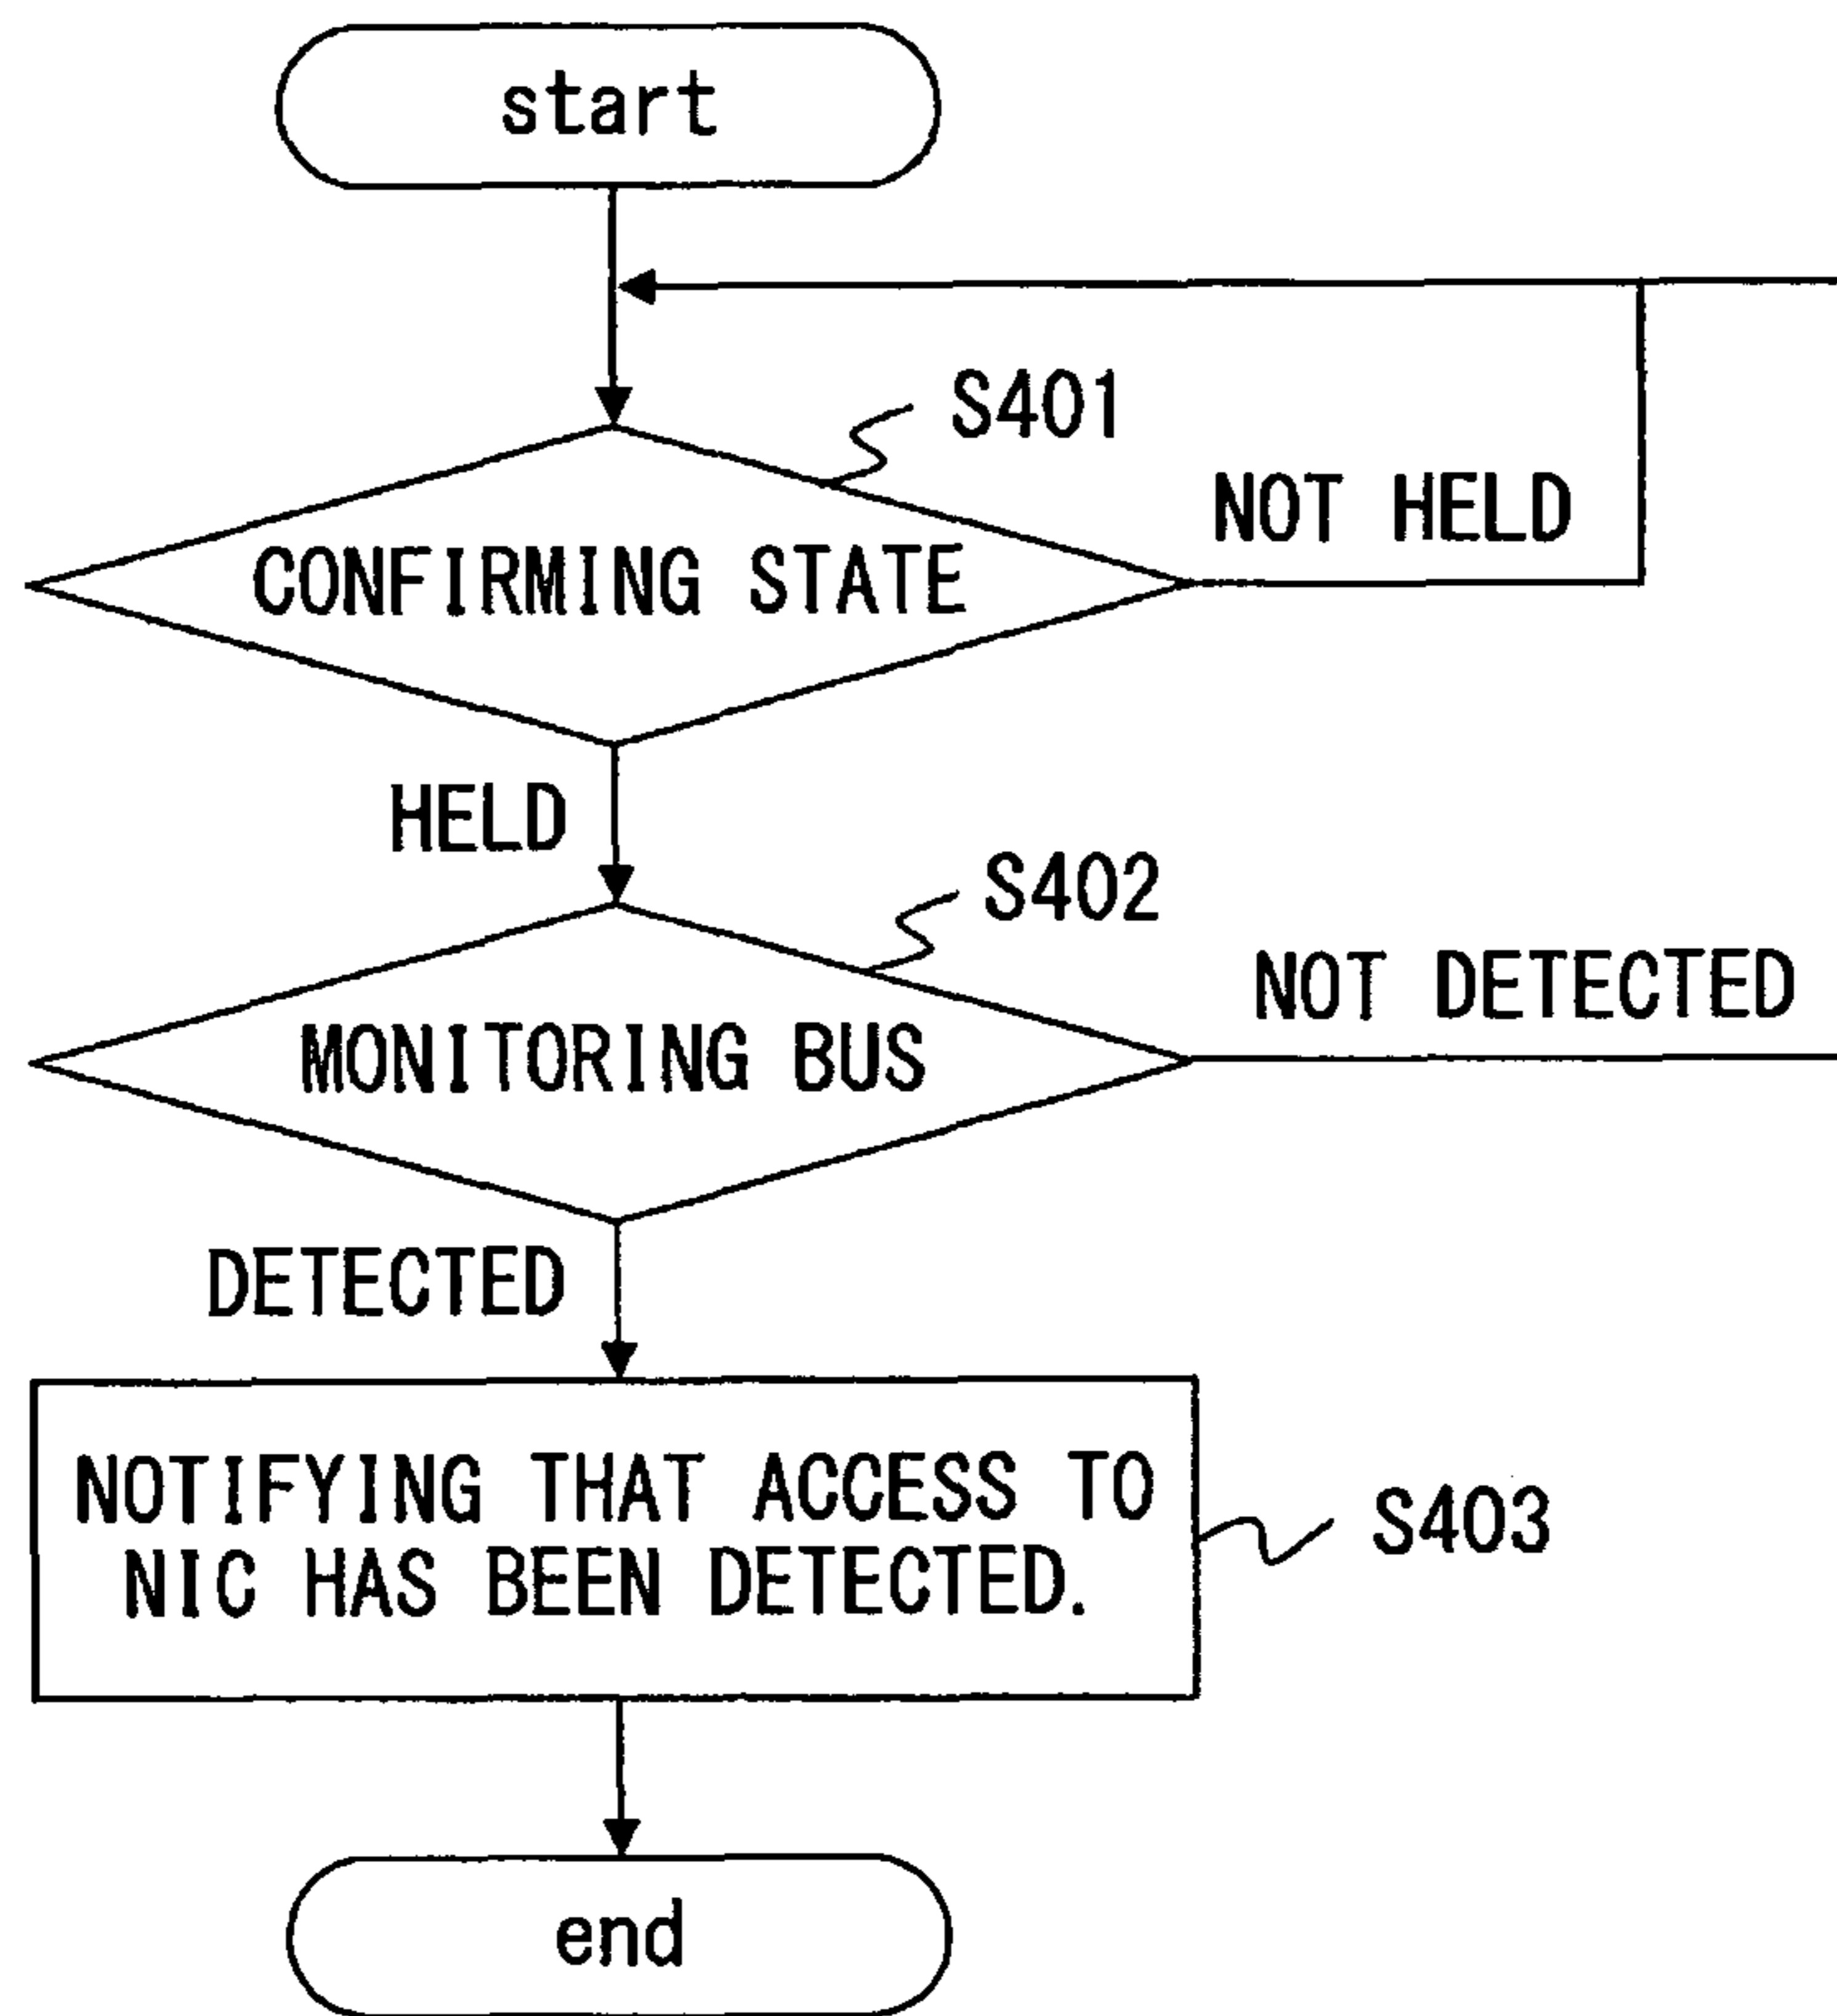 start
S401
NOT HELD
CONFIRMING STATE
HELD
S402
NOT DETECTED
MONITORING BUS
DETECTED
NOTIFYING THAT ACCESS TO
NIC HAS BEEN DETECTED.
S403
end